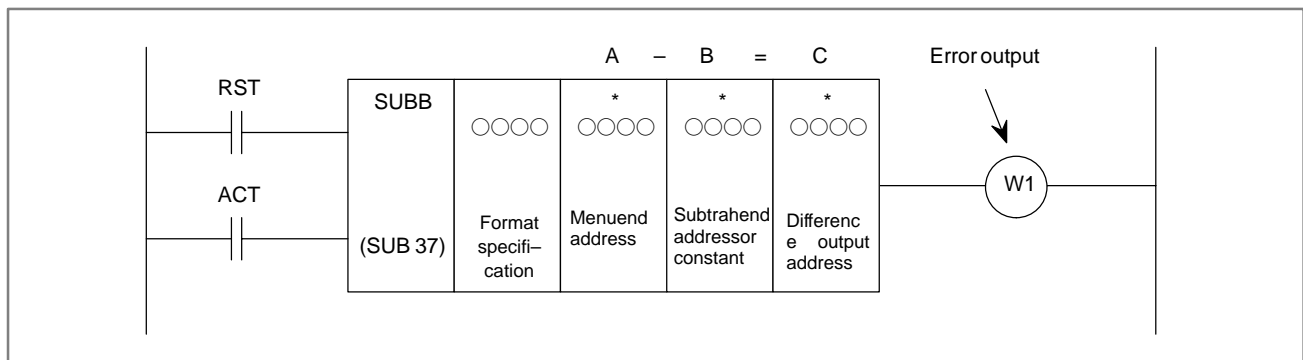 A – B = C
Error output
RST
SUBB
* * *
○○○○ ○○○○ ○○○○ ○○○○
W1
ACT
(SUB 37)
Format
specifi–
cation
Menuend
address
Subtrahend
addressor
constant
Differenc
e output
address